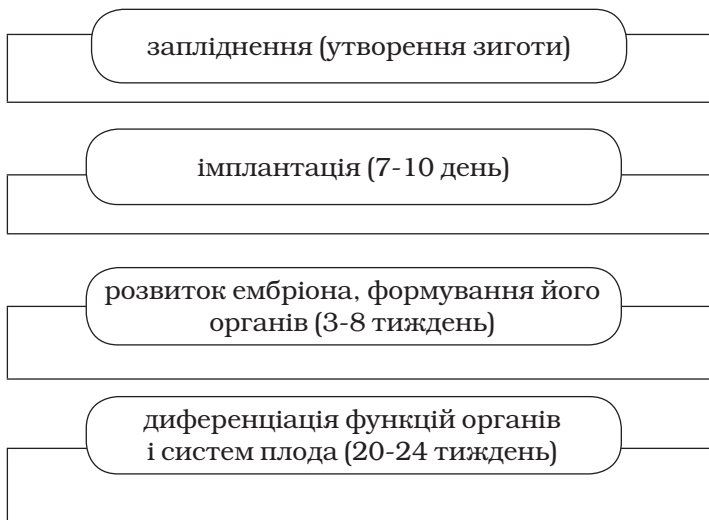 запліднення (утворення зиготи)
імплантація (7-10 день)
розвиток ембріона, формування його
органів (3-8 тиждень)
диференціація функцій органів
і систем плода (20-24 тиждень)